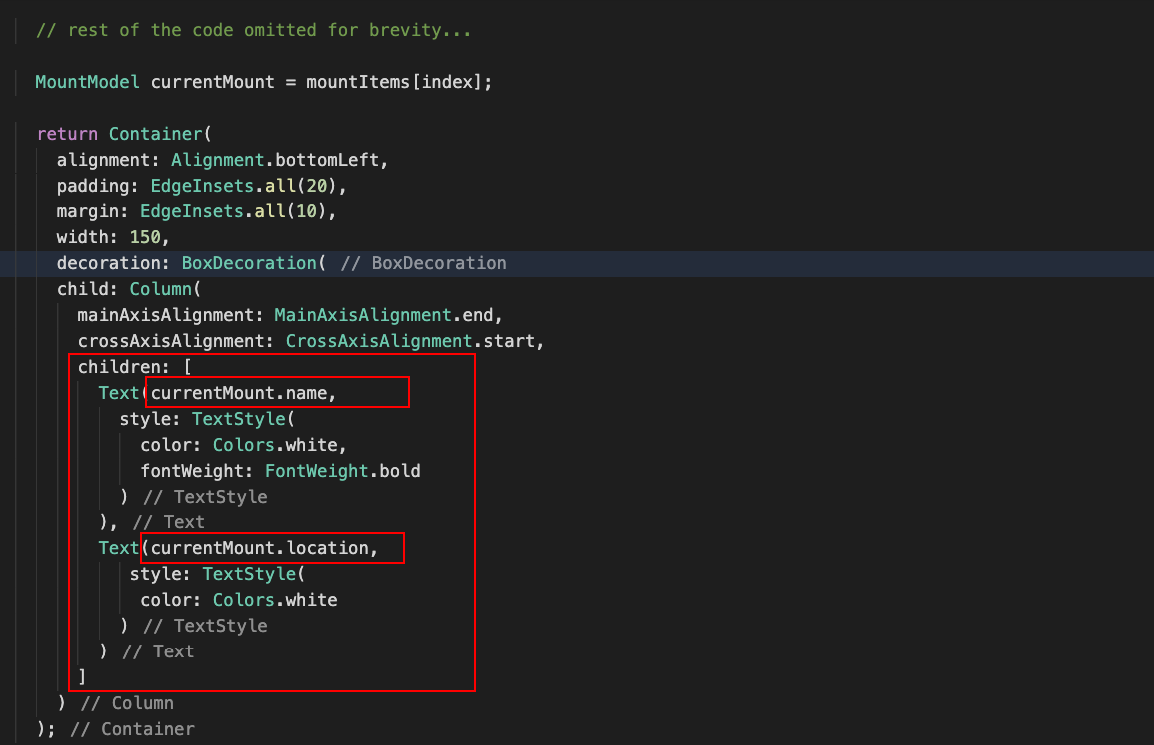 // rest of the code omitted for brevity...
MountModel currentMount = mountItems[index];
return Container(
alignment: Alignment.bottomLeft,
padding: EdgeInsets.all(20),
margin: EdgeInsets.all(10),
width: 150,
decoration: BoxDecoration( // BoxDecoration
child: Column(
mainAxisAlignment: MainAxisAlignment.end,
crossAxisAlignment: CrossAxisAlignment.start,
children: [
Text(currentMount.name,
style: TextStyle(
color: Colors.white,
fontWeight: FontWeight.bold
) // TextStyle
), // Text
Text(currentMount.location,
style: TextStyle(
color: Colors.white
) // TextStyle
) // Text
]
) // Column
); // Container